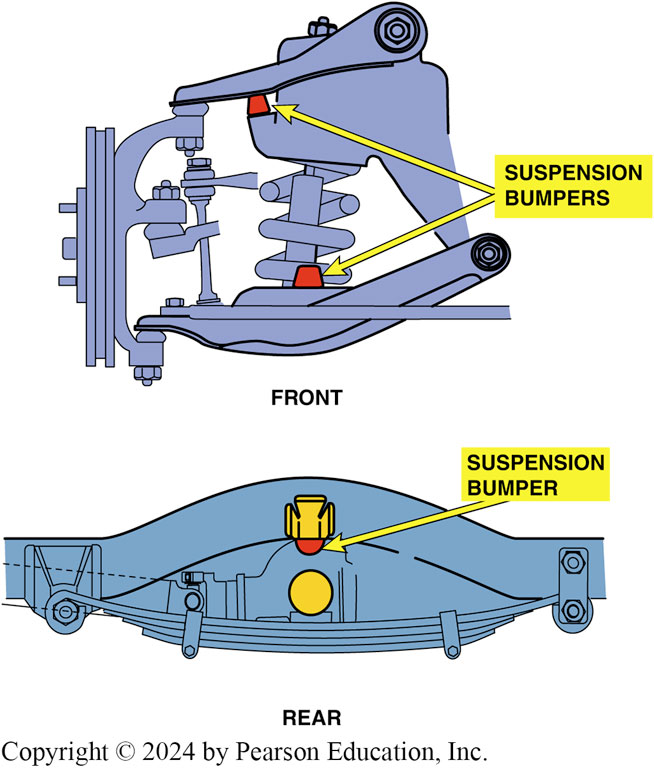 SUSPENSION
BUMPERS
FRONT
SUSPENSION
BUMPER
REAR
Copyright © 2024 by Pearson Education, Inc.